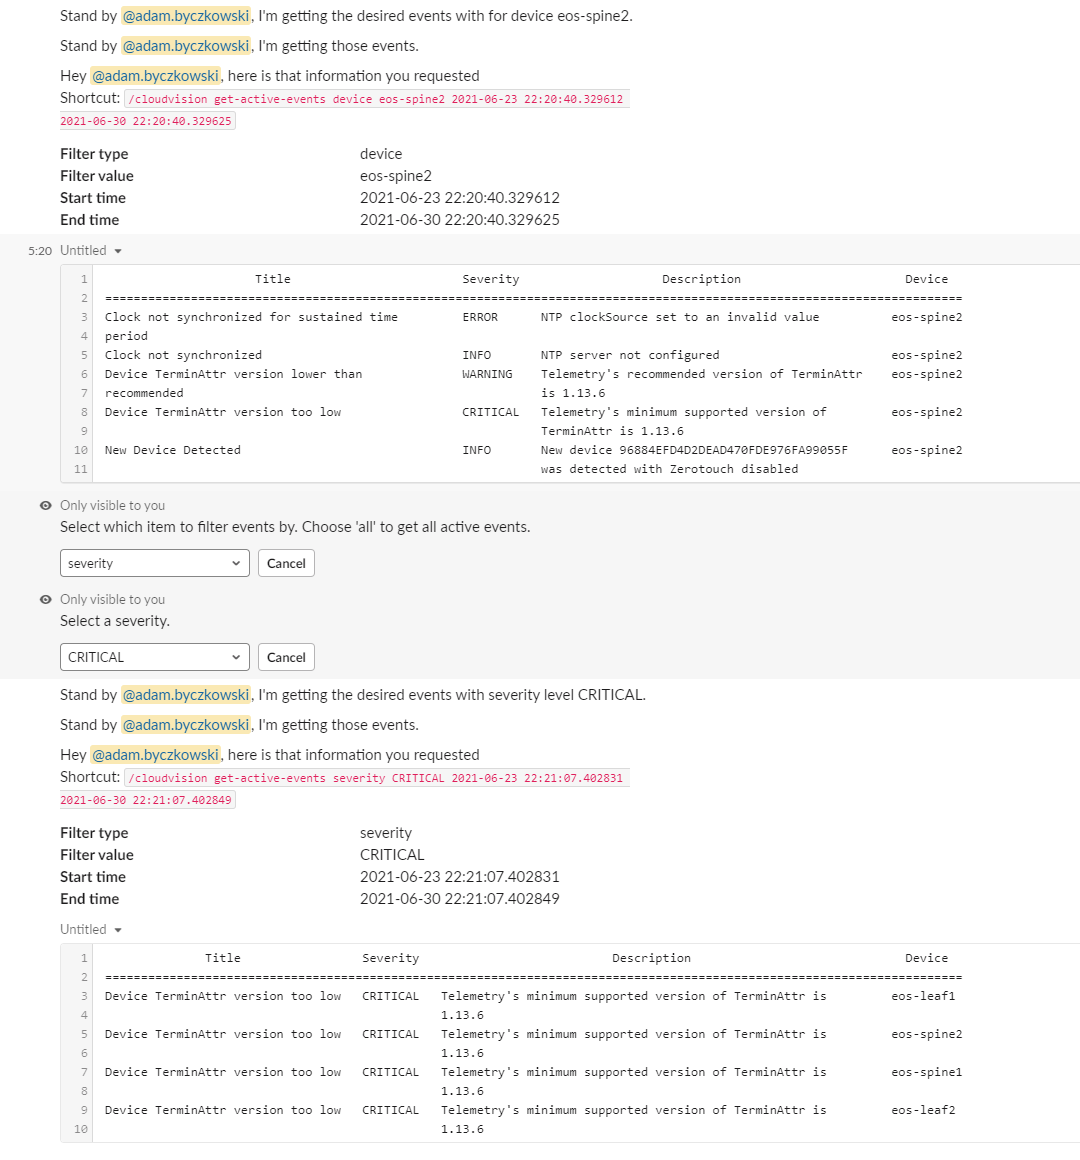 Stand by @adam.byczkowski, I'm getting the desired events with for device eos-spine2.
Stand by @adam.byczkowski, I'm getting those events.
Hey @adam.byczkowski, here is that information you requested
Shortcut: /cloudvision get-active-events device eos-spine2 2021-06-23 22:20:40.329612
2021-06-30 22:20:40.329625
Filter type device
Filter value eos-spine2
Start time 2021-06-23 22:20:40.329612
End time 2021-06-30 22:20:40.329625
5:20 Untitled
1 Title Severity Description Device
2 ========================================================================================================================
3 Clock not synchronized for sustained time ERROR NTP clockSource set to an invalid value eos-spine2
4 period
5 Clock not synchronized INFO NTP server not configured eos-spine2
6 Device TerminAttr version lower than WARNING Telemetry's recommended version of TerminAttr eos-spine2
7 recommended is 1.13.6
8 Device TerminAttr version too low CRITICAL Telemetry's minimum supported version of eos-spine2
9 TerminAttr is 1.13.6
10 New Device Detected INFO New device 96884EFD4D2DEAD470FDE976FA99055F eos-spine2
11 was detected with Zerotouch disabled
Only visible to you
Select which item to filter events by. Choose 'all' to get all active events.
severity Cancel
Only visible to you
Select a severity.
CRITICAL Cancel
Stand by @adam.byczkowski, I'm getting the desired events with severity level CRITICAL.
Stand by @adam.byczkowski, I'm getting those events.
Hey @adam.byczkowski, here is that information you requested
Shortcut: /cloudvision get-active-events severity CRITICAL 2021-06-23 22:21:07.402831
2021-06-30 22:21:07.402849
Filter type severity
Filter value CRITICAL
Start time 2021-06-23 22:21:07.402831
End time 2021-06-30 22:21:07.402849
Untitled
1 Title Severity Description Device
2 ========================================================================================================================
3 Device TerminAttr version too low CRITICAL Telemetry's minimum supported version of TerminAttr is eos-leaf1
4 1.13.6
5 Device TerminAttr version too low CRITICAL Telemetry's minimum supported version of TerminAttr is eos-spine2
6 1.13.6
7 Device TerminAttr version too low CRITICAL Telemetry's minimum supported version of TerminAttr is eos-spine1
8 1.13.6
9 Device TerminAttr version too low CRITICAL Telemetry's minimum supported version of TerminAttr is eos-leaf2
10 1.13.6